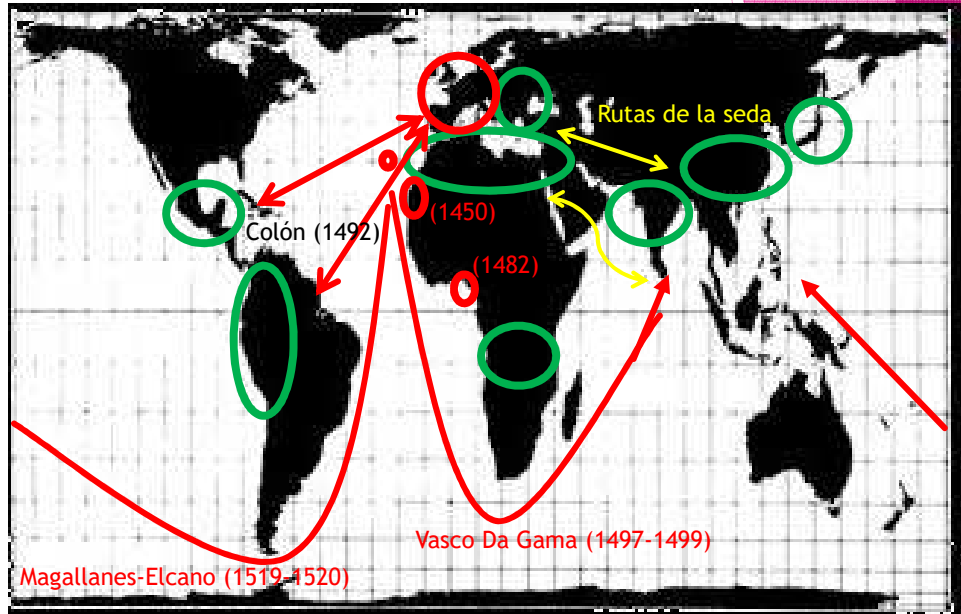 Rutas de la seda
(1450)
Colón (1492)
(1482)
Vasco Da Gama (1497-1499)
Magallanes-Elcano (1519-1520)